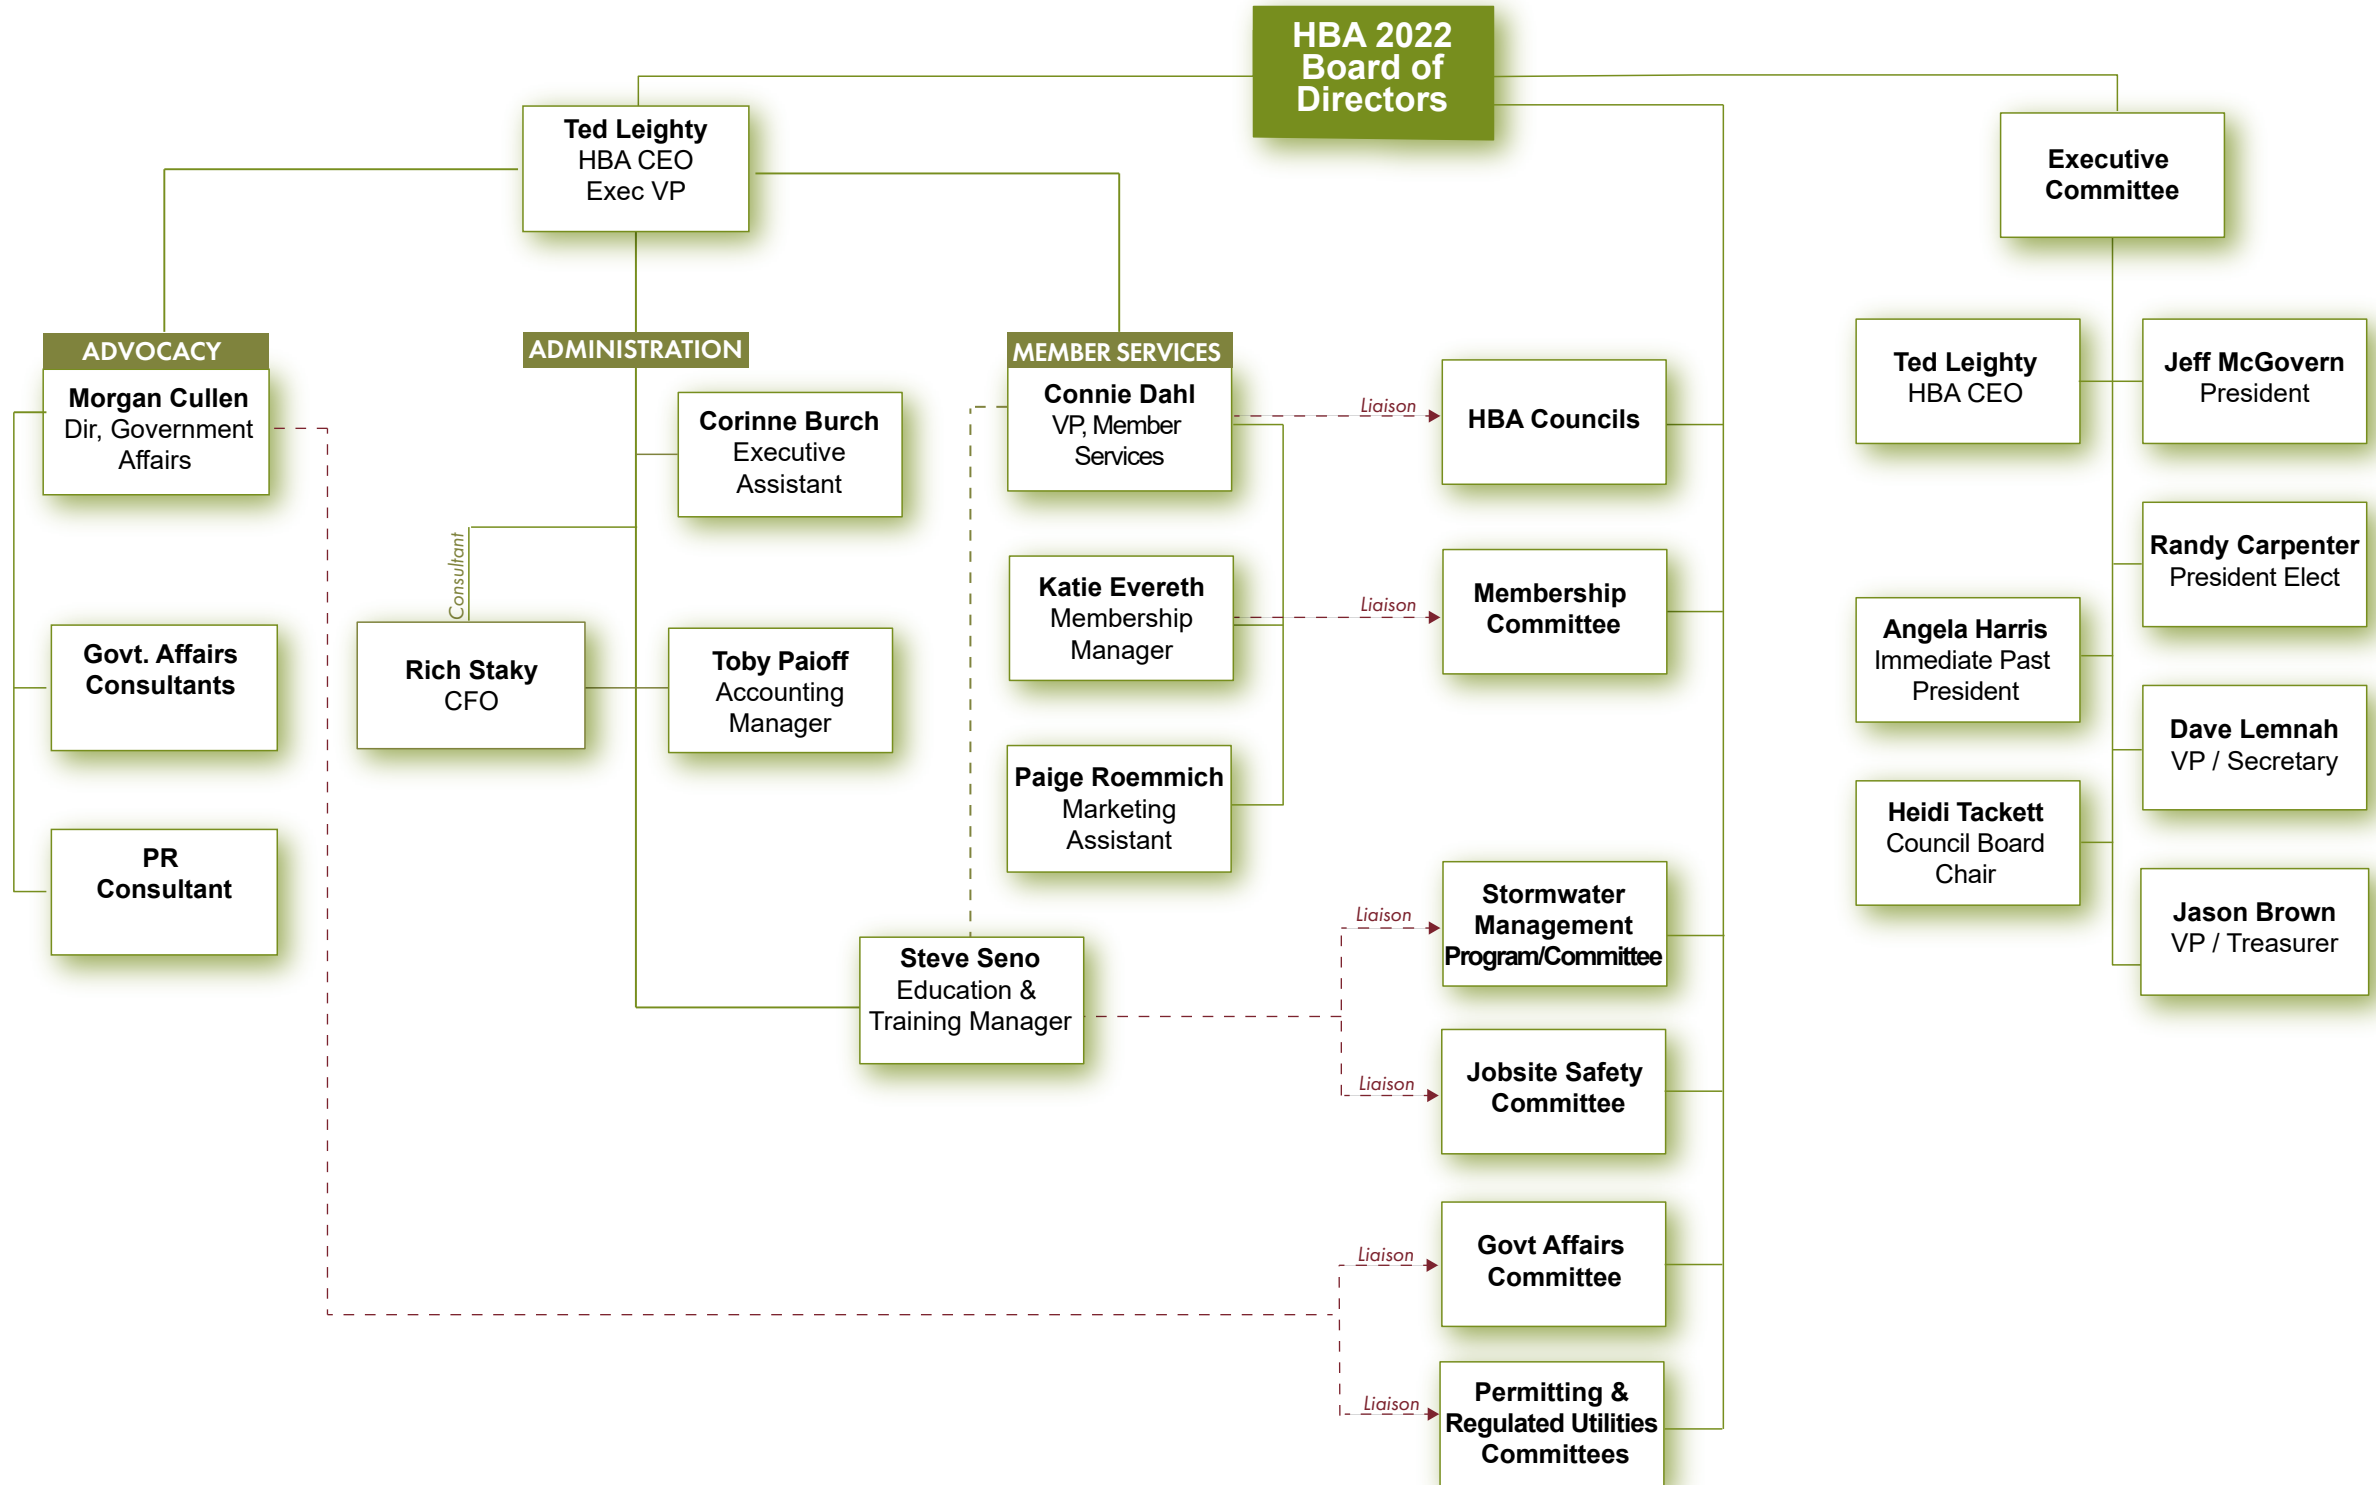 HBA 2022
Board of
Directors
Ted Leighty
HBA CEO
Exec VP
Executive
Committee
ADVOCACY
Morgan Cullen
Dir, Government
Affairs
Govt. Affairs
Consultants
PR
Consultant
ADMINISTRATION
Corinne Burch
Executive
Assistant
Consultant
Rich Staky
CFO
Toby Paioff
Accounting
Manager
MEMBER SERVICES
Connie Dahl
VP, Member
Services
Katie Evereth
Membership
Manager
Paige Roemmich
Marketing
Assistant
Steve Seno
Education &
Training Manager
Liaison
HBA Councils
Liaison
Membership
Committee
Liaison
Stormwater
Management
Program/Committee
Liaison
Jobsite Safety
Committee
Liaison
Govt Affairs
Committee
Liaison
Permitting &
Regulated Utilities
Committees
Ted Leighty
HBA CEO
Jeff McGovern
President
Randy Carpenter
President Elect
Angela Harris
Immediate Past
President
Dave Lemnah
VP / Secretary
Heidi Tackett
Council Board
Chair
Jason Brown
VP / Treasurer